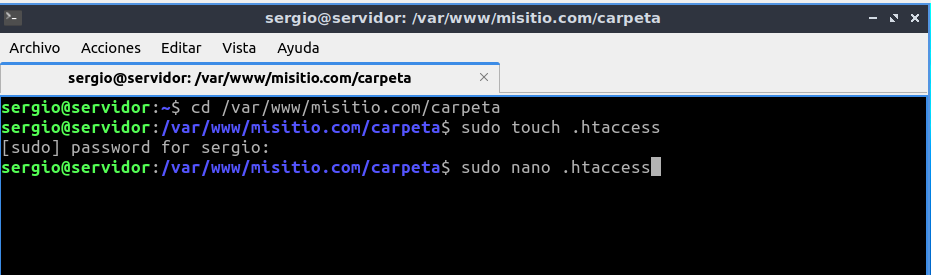 sergio@servidor: /var/www/misitio.com/carpeta
Archivo Acciones Editar Vista Ayuda
sergio@servidor: /var/www/misitio.com/carpeta
sergio@servidor:~$ cd /var/www/misitio.com/carpeta
sergio@servidor:/var/www/misitio.com/carpeta$ sudo touch .htaccess
[sudo] password for sergio:
sergio@servidor:/var/www/misitio.com/carpeta$ sudo nano .htaccess